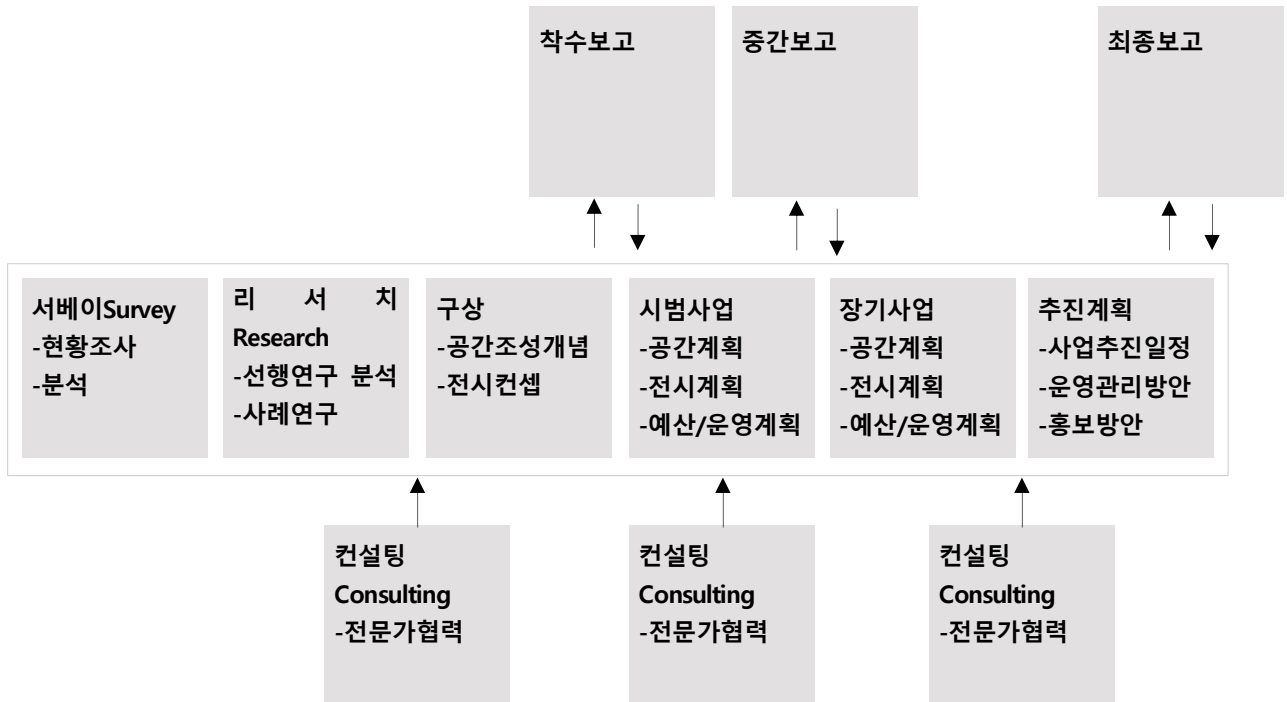 착수보고
중간보고
최종보고
서베이Survey
-현황조사
-분석
리 서 치
Research
-선행연구 분석
-사례연구
구상
-공간조성개념
-전시컨셉
시범사업
-공간계획
-전시계획
-예산/운영계획
장기사업
-공간계획
-전시계획
-예산/운영계획
추진계획
-사업추진일정
-운영관리방안
-홍보방안
컨설팅
Consulting
-전문가협력
컨설팅
Consulting
-전문가협력
컨설팅
Consulting
-전문가협력